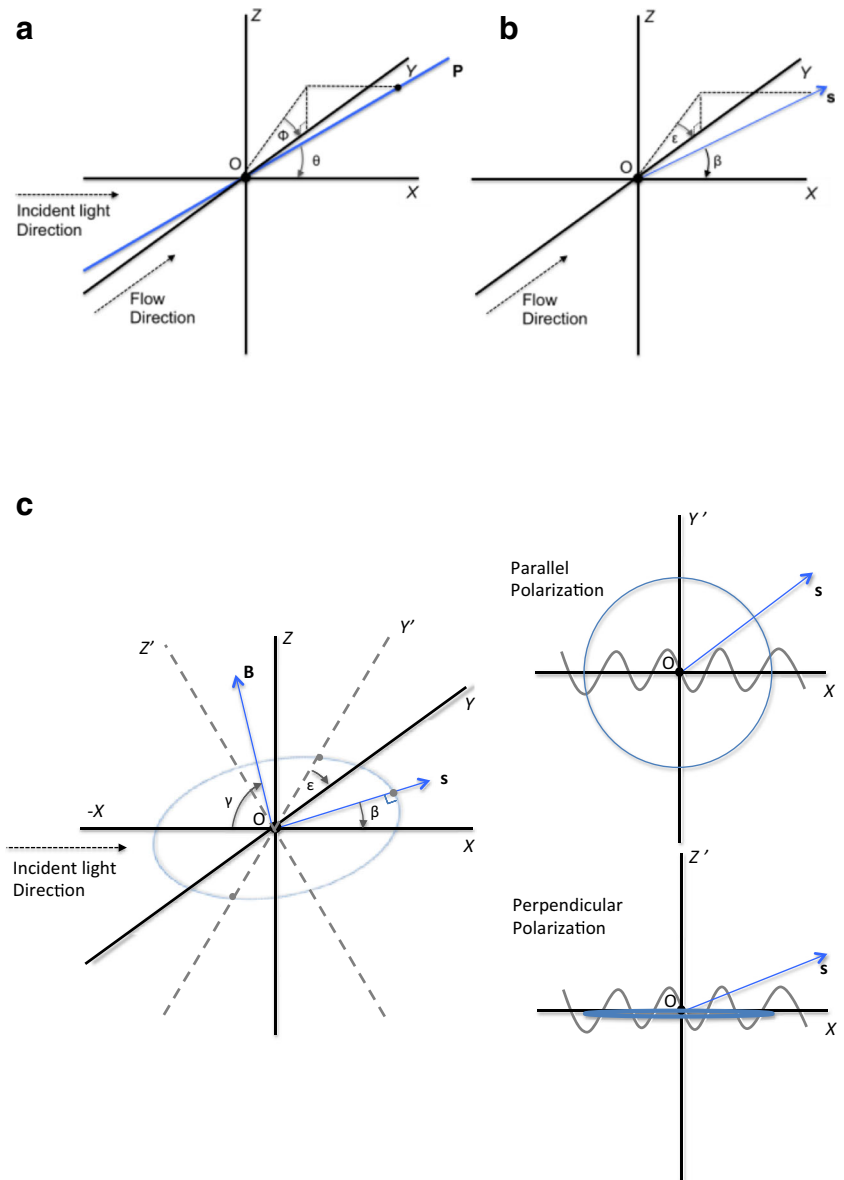 a
Z
Y
P
Φ
O
θ
X
Incident light
Direction
Flow
Direction
b
Z
Y
s
ε
O
β
X
Flow
Direction
c
Z'
Z
Y'
B
Y
ε
s
γ
-X
O
β
X
Incident light
Direction
Y'
Parallel
Polarization
s
O
X
Z'
Perpendicular
Polarization
s
O
X